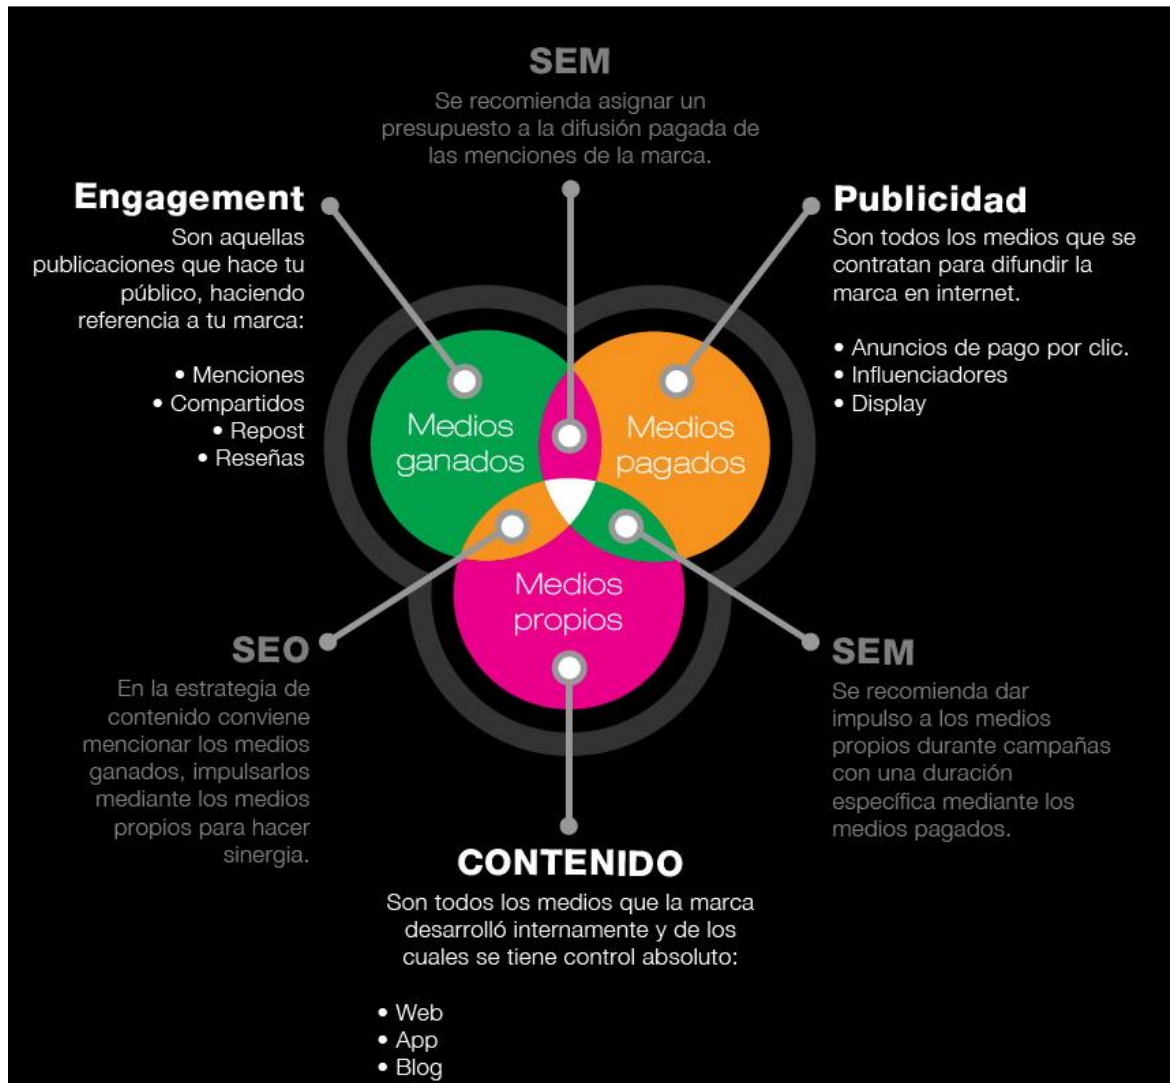 SEM
Se recomienda asignar un
presupuesto a la difusión pagada de
las menciones de la marca.
Engagement
Son aquellas
publicaciones que hace tu
público, haciendo
referencia a tu marca:
• Menciones
• Compartidos
• Repost
• Reseñas
Publicidad
Son todos los medios que se
contratan para difundir la
marca en internet.
• Anuncios de pago por clic.
• Influenciadores
• Display
Medios
ganados
Medios
pagados
Medios
propios
SEO
En la estrategia de
contenido conviene
mencionar los medios
ganados, impulsarlos
mediante los medios
propios para hacer
sinergia.
SEM
Se recomienda dar
impulso a los medios
propios durante campañas
con una duración
específica mediante los
medios pagados.
CONTENIDO
Son todos los medios que la marca
desarrolló internamente y de los
cuales se tiene control absoluto:
• Web
• App
• Blog